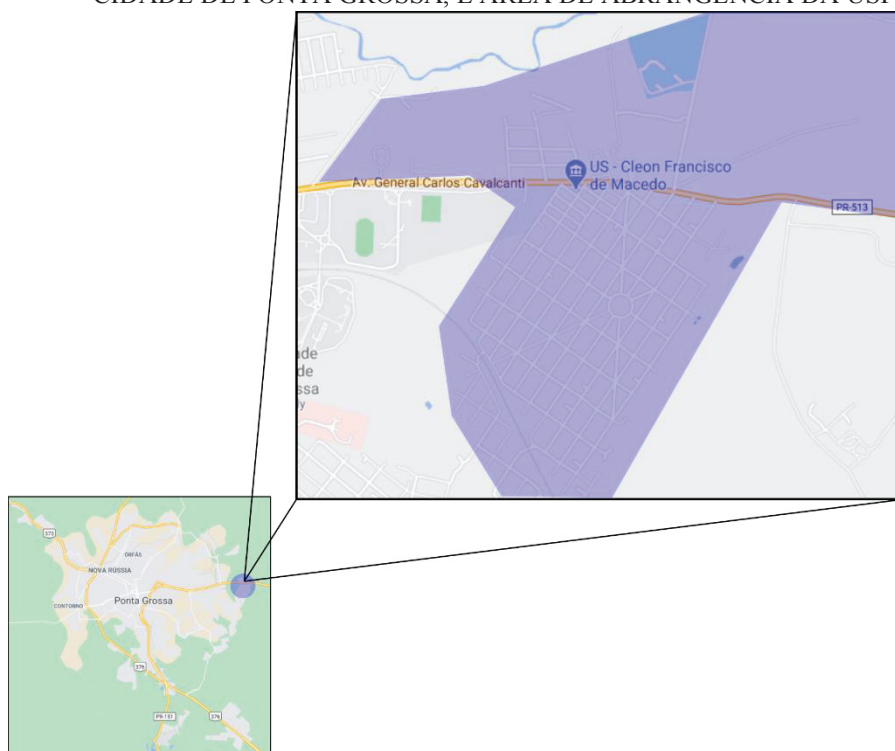 CIDADE DE PONTA GROSSA, E ÁREA DE ABRANGÊNCIA DA USF
US - Cleon Francisco
de Macedo
Av. General Carlos Cavalcanti
PR-513
ade
de
ssa
373
ORFÃS
NOVA RÚSSIA
CONTORNO
Ponta Grossa
376
PR-151
376